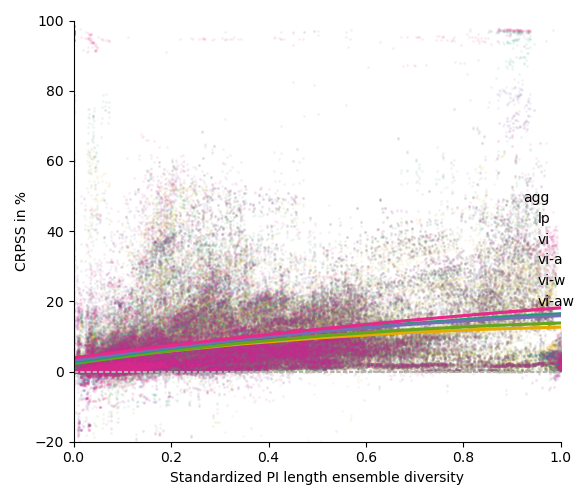 100
80
60
40
20
0
−20
CRPSS in %
agg
lp
vi
vi-a
vi-w
vi-aw
0.0 0.2 0.4 0.6 0.8 1.0
Standardized PI length ensemble diversity